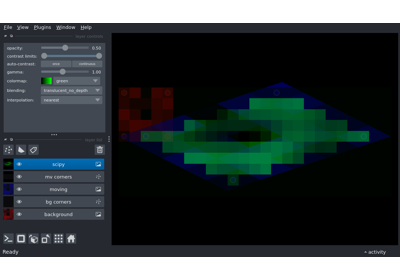 File View Plugins Window Help
opacity: 0.50
contrast limits:
auto-contrast: once continuous
gamma: 1.00
colormap: green
blending: translucent_no_depth
interpolation: nearest
scipy
mv corners
moving
bg corners
background
Ready
activity